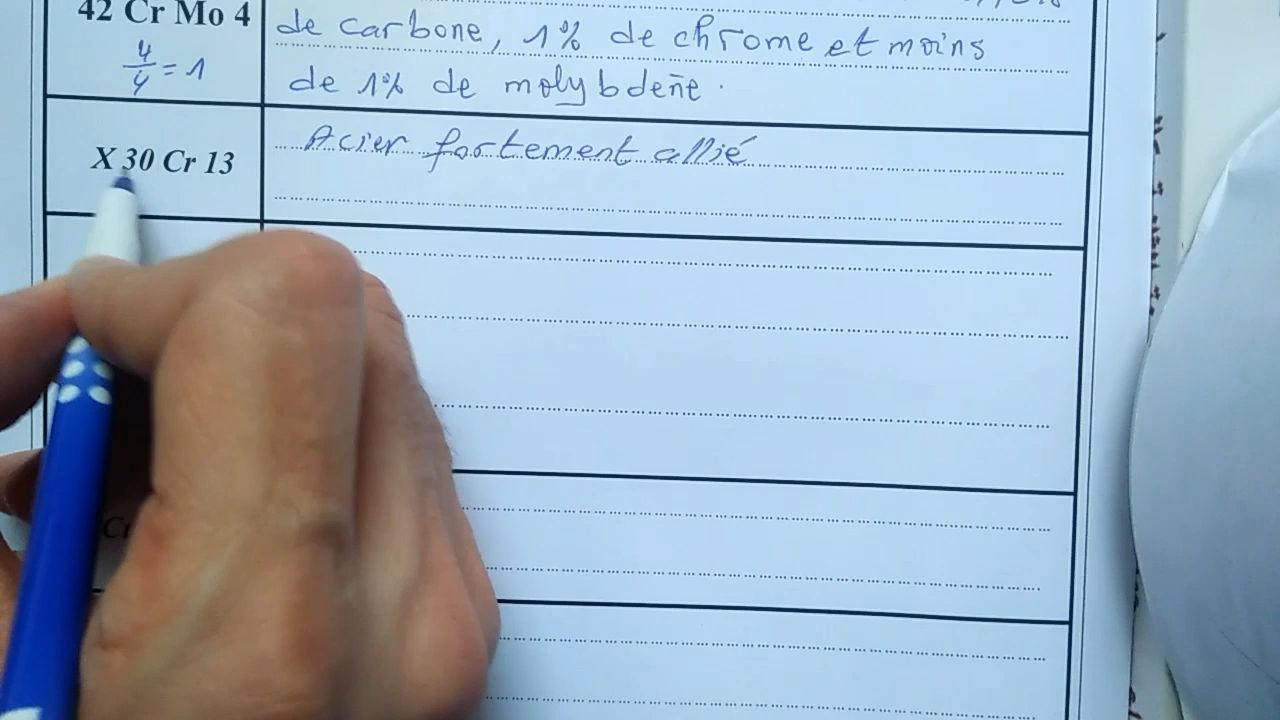 42 Cr Mo 4
4/4 = 1
de carbone, 1% de chrome et moins
de 1% de molybdène.
X 30 Cr 13
Acier fortement allié